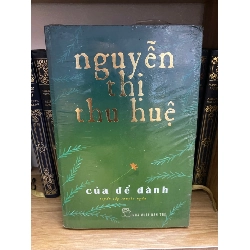 nguyễn
thị
thu huệ
của để dành